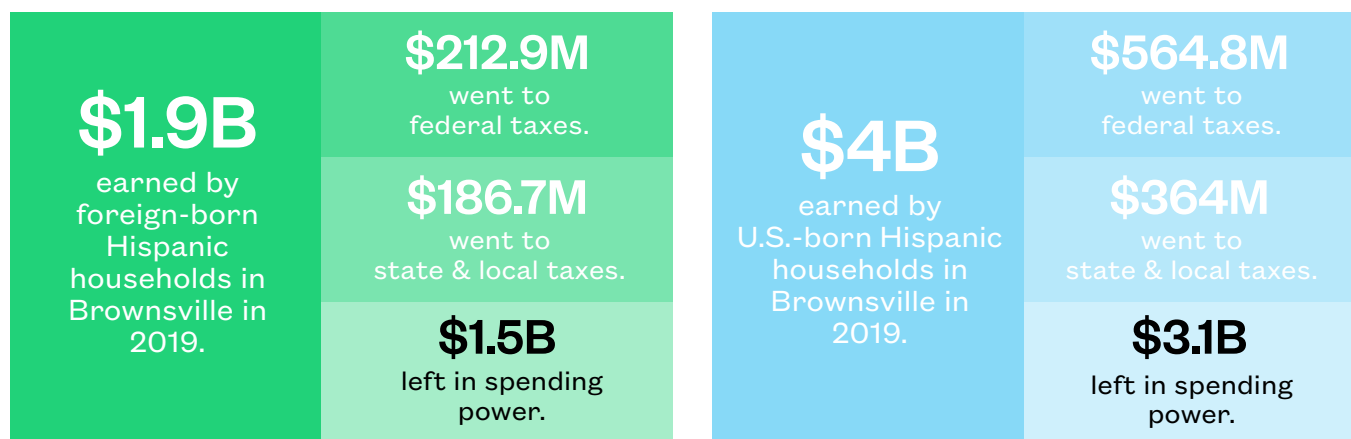 $1.9B
earned by
foreign-born
Hispanic
households in
Brownsville in
2019.
$212.9M
went to
federal taxes.
$186.7M
went to
state & local taxes.
$1.5B
left in spending
power.
$4B
earned by
U.S.-born Hispanic
households in
Brownsville in
2019.
$564.8M
went to
federal taxes.
$364M
went to
state & local taxes.
$3.1B
left in spending
power.